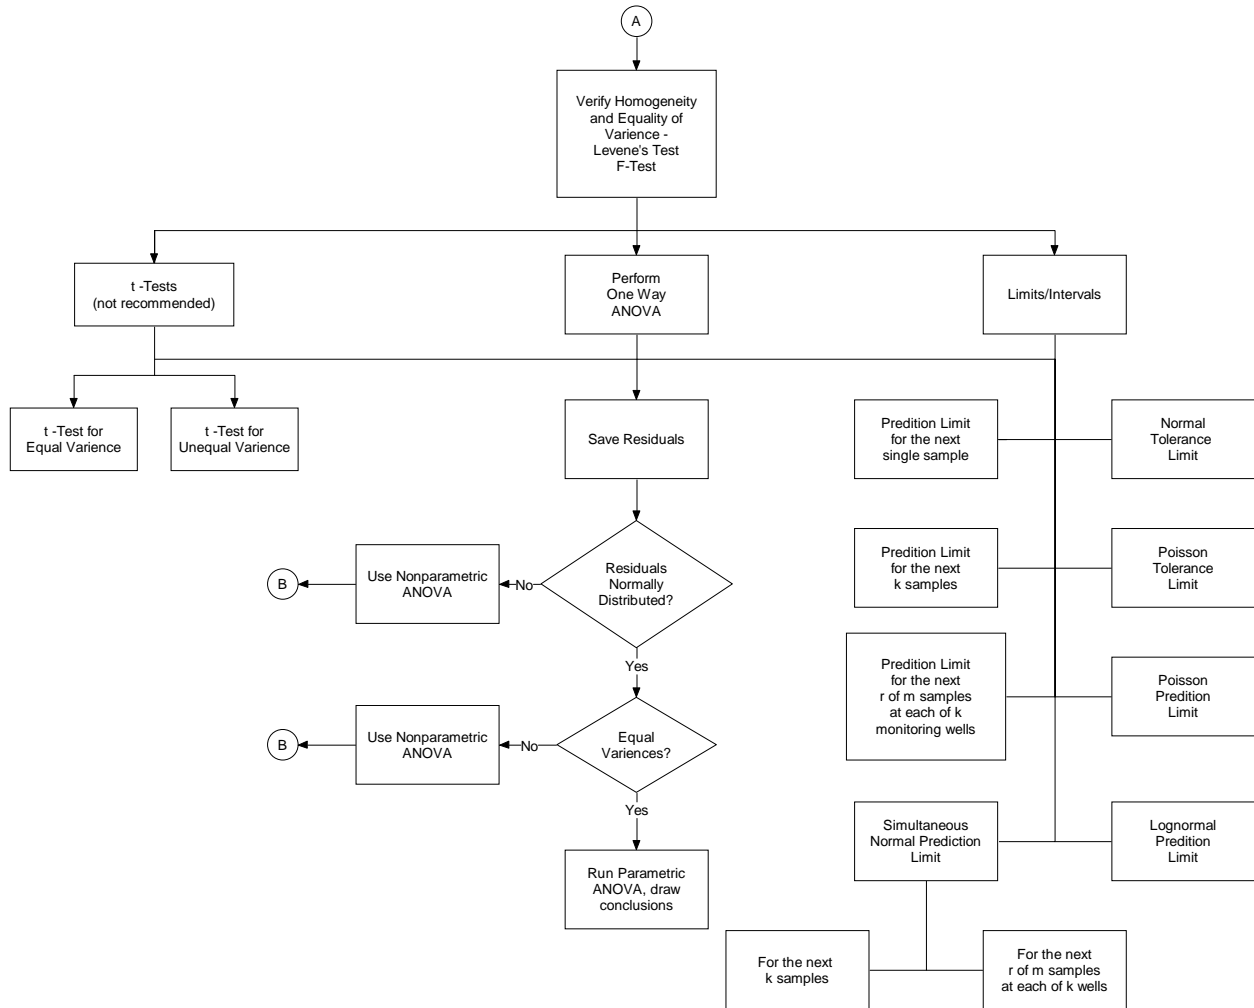 A
Verify Homogeneity
and Equality of
Varience -
Levene's Test
F-Test
t -Tests
(not recommended)
Perform
One Way
ANOVA
Limits/Intervals
t -Test for
Equal Varience
t -Test for
Unequal Varience
Save Residuals
Predition Limit
for the next
single sample
Normal
Tolerance
Limit
B
Use Nonparametric
ANOVA
No
Residuals
Normally
Distributed?
Yes
Predition Limit
for the next
k samples
Poisson
Tolerance
Limit
Predition Limit
for the next
r of m samples
at each of k
monitoring wells
Poisson
Predition
Limit
B
Use Nonparametric
ANOVA
No
Equal
Variences?
Yes
Simultaneous
Normal Prediction
Limit
Lognormal
Predition
Limit
Run Parametric
ANOVA, draw
conclusions
For the next
k samples
For the next
r of m samples
at each of k wells